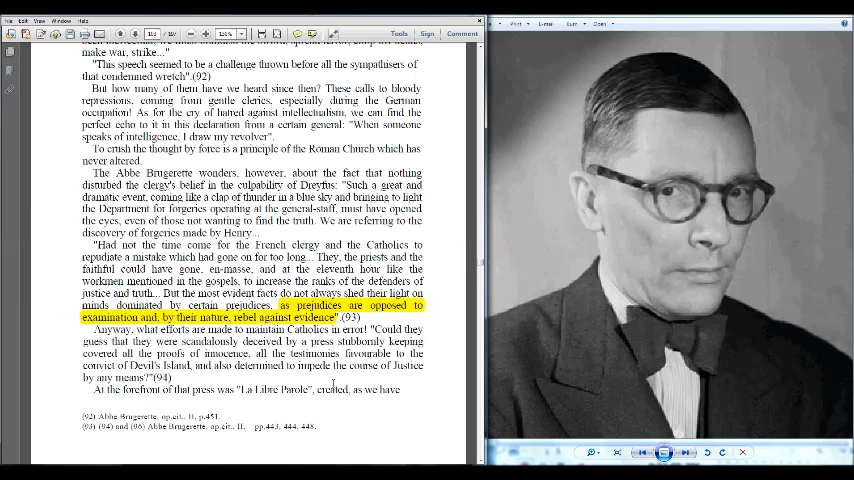 File Edit View Window Help
Print E-mail Burn Open
193 / 197
136%
Tools Sign Comment
make war, strike..."
"This speech seemed to be a challenge thrown before all the sympathisers of
that condemned wretch".(92)
But how many of them have we heard since then? These calls to bloody
repressions, coming from gentle clerics, especially during the German
occupation! As for the cry of hatred against intellectualism, we can find the
perfect echo to it in this declaration from a certain general: "When someone
speaks of intelligence, I draw my revolver".
To crush the thought by force is a principle of the Roman Church which has
never altered.
The Abbe Brugerette wonders, however, about the fact that nothing
disturbed the clergy's belief in the culpability of Dreyfus: "Such a great and
dramatic event, coming like a clap of thunder in a blue sky and bringing to light
the Department for forgeries operating at the general-staff, must have opened
the eyes, even of those not wanting to find the truth. We are referring to the
discovery of forgeries made by Henry...
"Had not the time come for the French clergy and the Catholics to
repudiate a mistake which had gone on for too long... They, the priests and the
faithful could have gone, en-masse, and at the eleventh hour like the
workmen mentioned in the gospels, to increase the ranks of the defenders of
justice and truth... But the most evident facts do not always shed their light on
minds dominated by certain prejudices, as prejudices are opposed to
examination and, by their nature, rebel against evidence".(93)
Anyway, what efforts are made to maintain Catholics in error! "Could they
guess that they were scandalously deceived by a press stubbornly keeping
covered all the proofs of innocence, all the testimonies favourable to the
convict of Devil's Island, and also determined to impede the course of Justice
by any means?"(94)
At the forefront of that press was "La Libre Parole", created, as we have
(92) Abbe Brugerette, op.cit., II, p.451.
(93) (94) and (96) Abbe Brugerette, op.cit., II, pp.443, 444, 448.